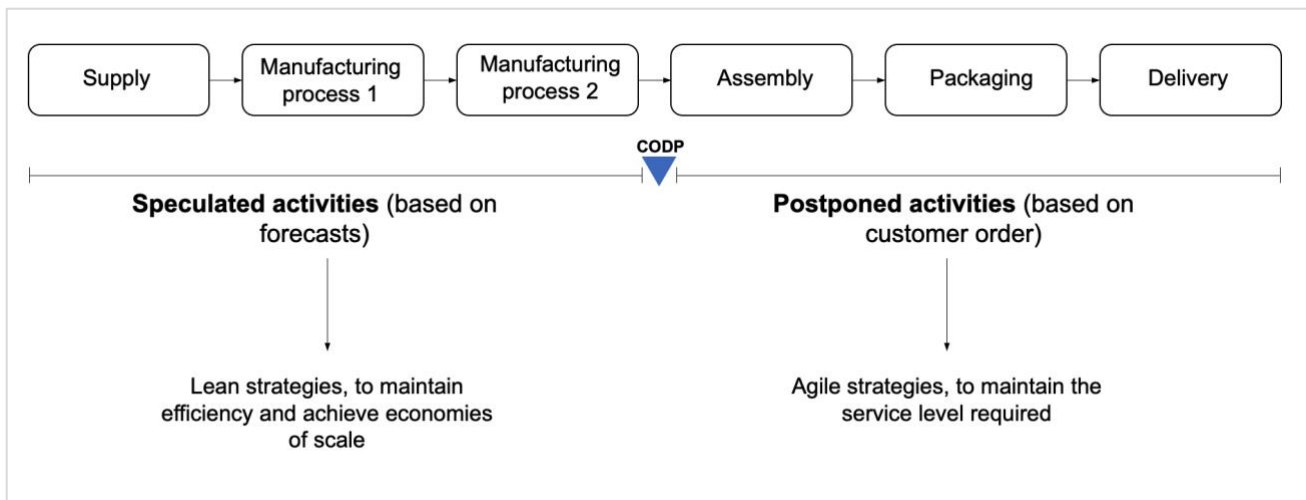 Supply
Manufacturing
process 1
Manufacturing
process 2
Assembly
Packaging
Delivery
CODP
Speculated activities (based on
forecasts)
Postponed activities (based on
customer order)
Lean strategies, to maintain
efficiency and achieve economies
of scale
Agile strategies, to maintain the
service level required